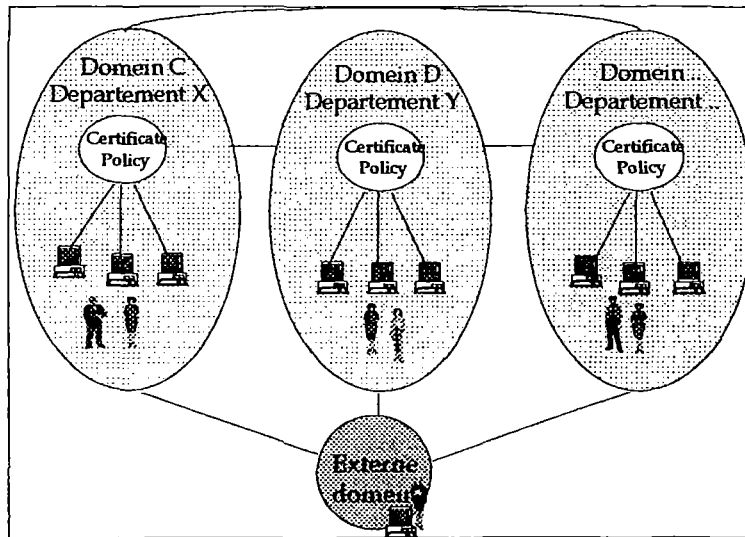 Domein C
Departement X
Certificate
Policy
Domein D
Departement Y
Certificate
Policy
Domein ..
Departement ..
Certificate
Policy
Externe
domein